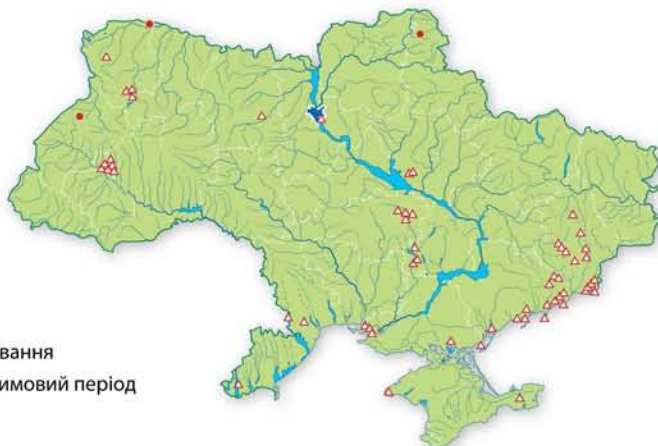 вання
имовий період